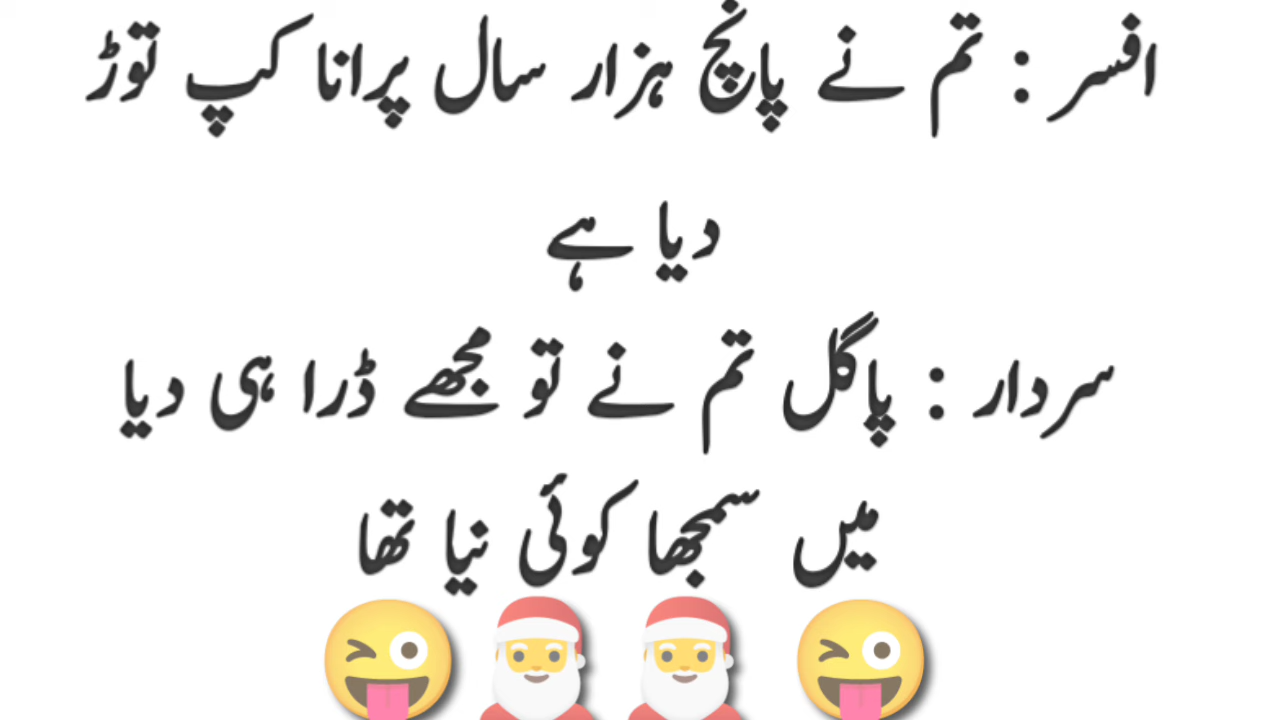 افسر : تم نے پانچ ہزار سال پرانا کپ توڑ
دیا ہے
سردار : پاگل تم نے تو مجھے ڈرا ہی دیا
میں سمجھا کوئی نیا تھا